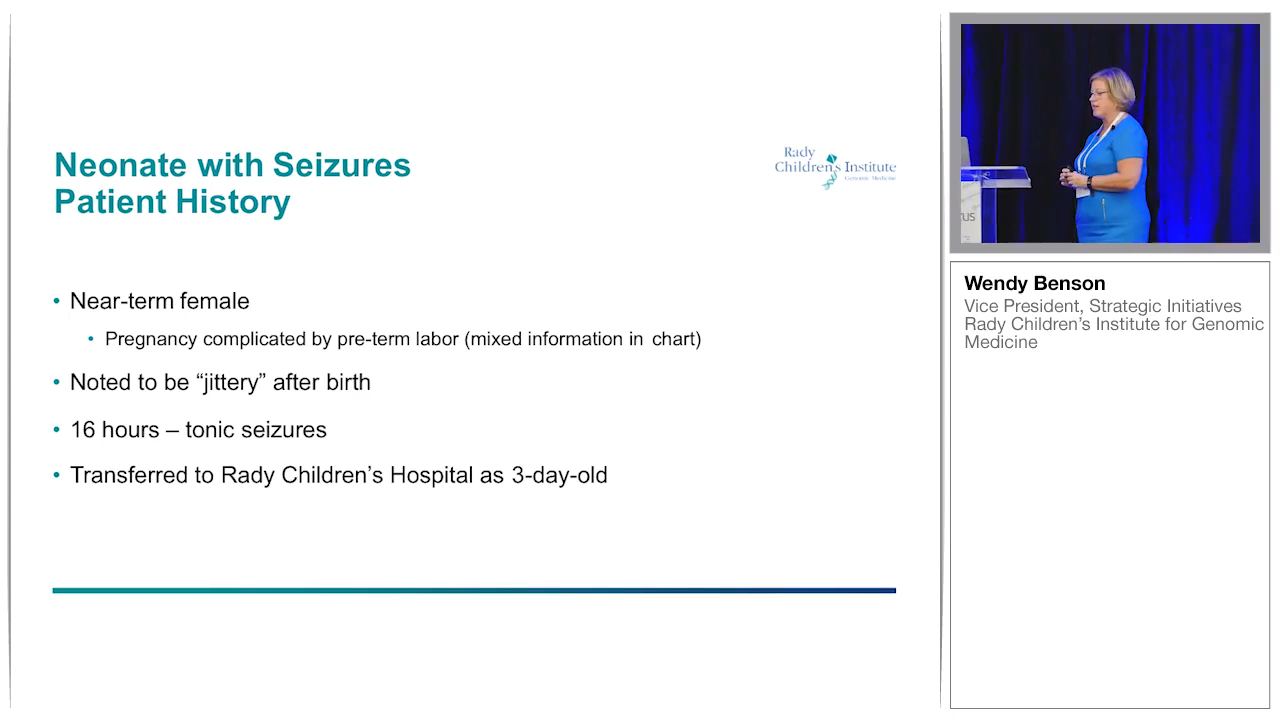 Neonate with Seizures
Patient History
Rady
Children's Institute
Genomic Medicine
• Near-term female
• Pregnancy complicated by pre-term labor (mixed information in chart)
• Noted to be “jittery” after birth
• 16 hours – tonic seizures
• Transferred to Rady Children’s Hospital as 3-day-old
cus
Wendy Benson
Vice President, Strategic Initiatives
Rady Children’s Institute for Genomic
Medicine